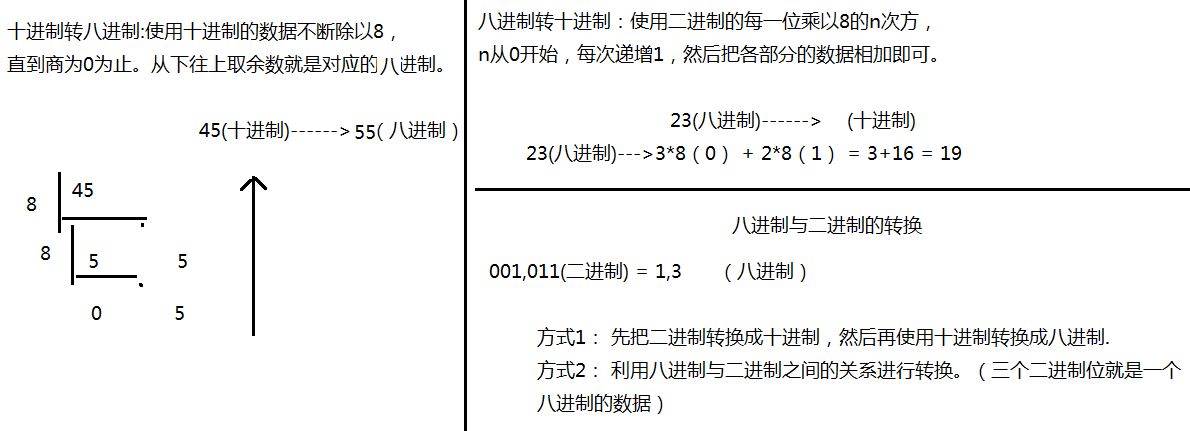 十进制转八进制:使用十进制的数据不断除以8，
直到商为0为止。从下往上取余数就是对应的八进制。
45(十进制)------> 55( 八进制 )
8 45
8 5 5
0 5
八进制转十进制：使用二进制的每一位乘以8的n次方，
n从0开始，每次递增1，然后把各部分的数据相加即可。
23(八进制)------> (十进制)
23(八进制)--->3*8（0） + 2*8（1） = 3+16 = 19
八进制与二进制的转换
001,011(二进制) = 1,3 （ 八进制 ）
方式1： 先把二进制转换成十进制，然后再使用十进制转换成八进制.
方式2： 利用八进制与二进制之间的关系进行转换。（ 三个二进制位就是一个
八进制的数据 ）